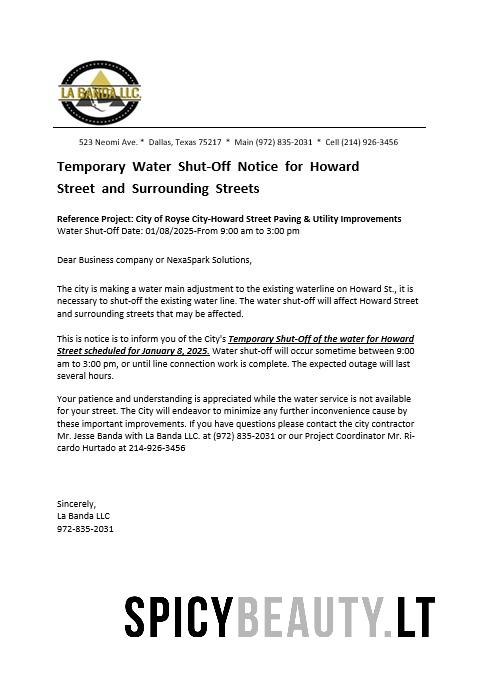 LA BANDA LLC.
523 Neomi Ave. * Dallas, Texas 75217 * Main (972) 835-2031 * Cell (214) 926-3456
Temporary Water Shut-Off Notice for Howard
Street and Surrounding Streets
Reference Project: City of Royse City-Howard Street Paving & Utility Improvements
Water Shut-Off Date: 01/08/2025-From 9:00 am to 3:00 pm
Dear Business company or NexaSpark Solutions,
The city is making a water main adjustment to the existing waterline on Howard St., it is
necessary to shut-off the existing water line. The water shut-off will affect Howard Street
and surrounding streets that may be affected.
This is notice is to inform you of the City's Temporary Shut-Off of the water for Howard
Street scheduled for January 8, 2025. Water shut-off will occur sometime between 9:00
am to 3:00 pm, or until line connection work is complete. The expected outage will last
several hours.
Your patience and understanding is appreciated while the water service is not available
for your street. The City will endeavor to minimize any further inconvenience cause by
these important improvements. If you have questions please contact the city contractor
Mr. Jesse Banda with La Banda LLC. at (972) 835-2031 or our Project Coordinator Mr. Ri-
cardo Hurtado at 214-926-3456
Sincerely,
La Banda LLC
972-835-2031
SPICYBEAUTY.LT